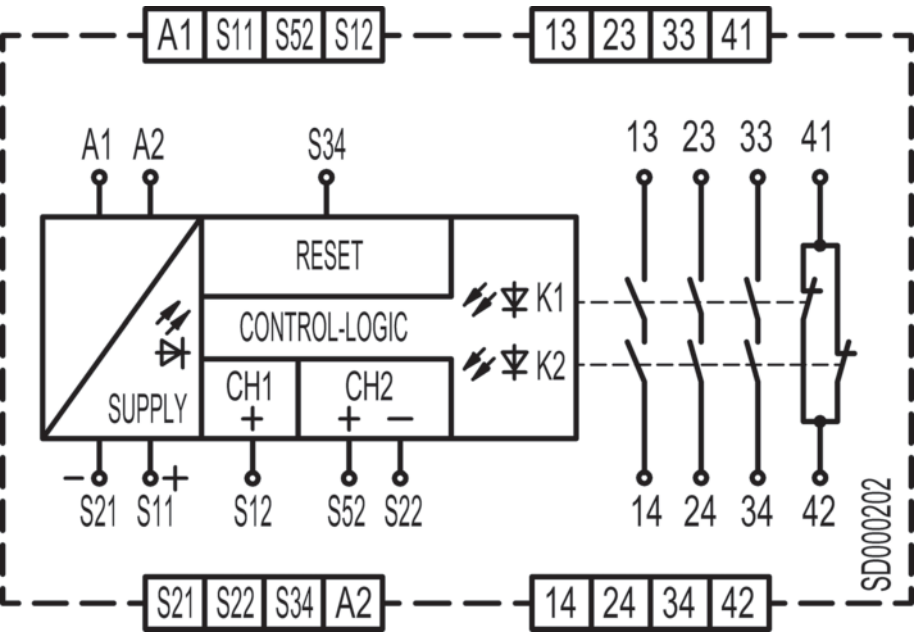 A1 S11 S52 S12 13 23 33 41
A1 A2 S34 13 23 33 41
RESET
K1
CONTROL-LOGIC
K2
CH1 CH2
SUPPLY + + −
− + 
S21 S11 S12 S52 S22 14 24 34 42
SD000202
S21 S22 S34 A2 14 24 34 42